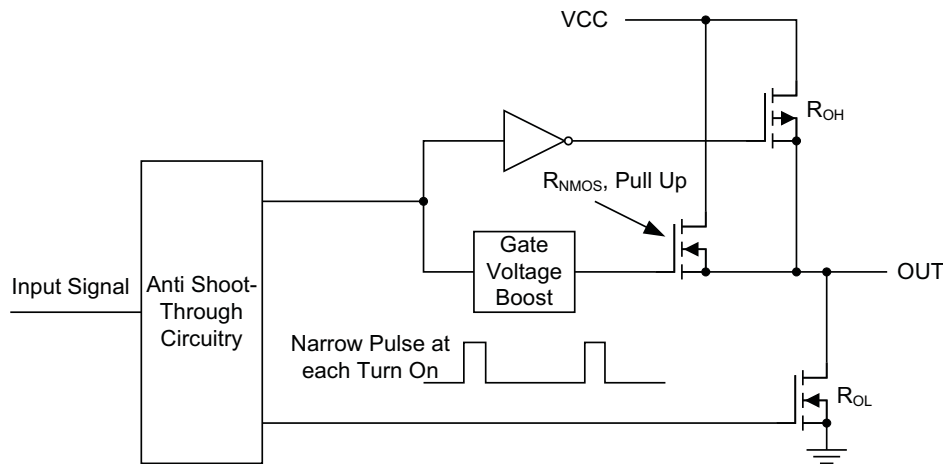 VCC
ROH
RNMOS, Pull Up
Gate
Voltage
Boost
OUT
Input Signal
Anti Shoot-
Through
Circuitry
Narrow Pulse at
each Turn On
ROL